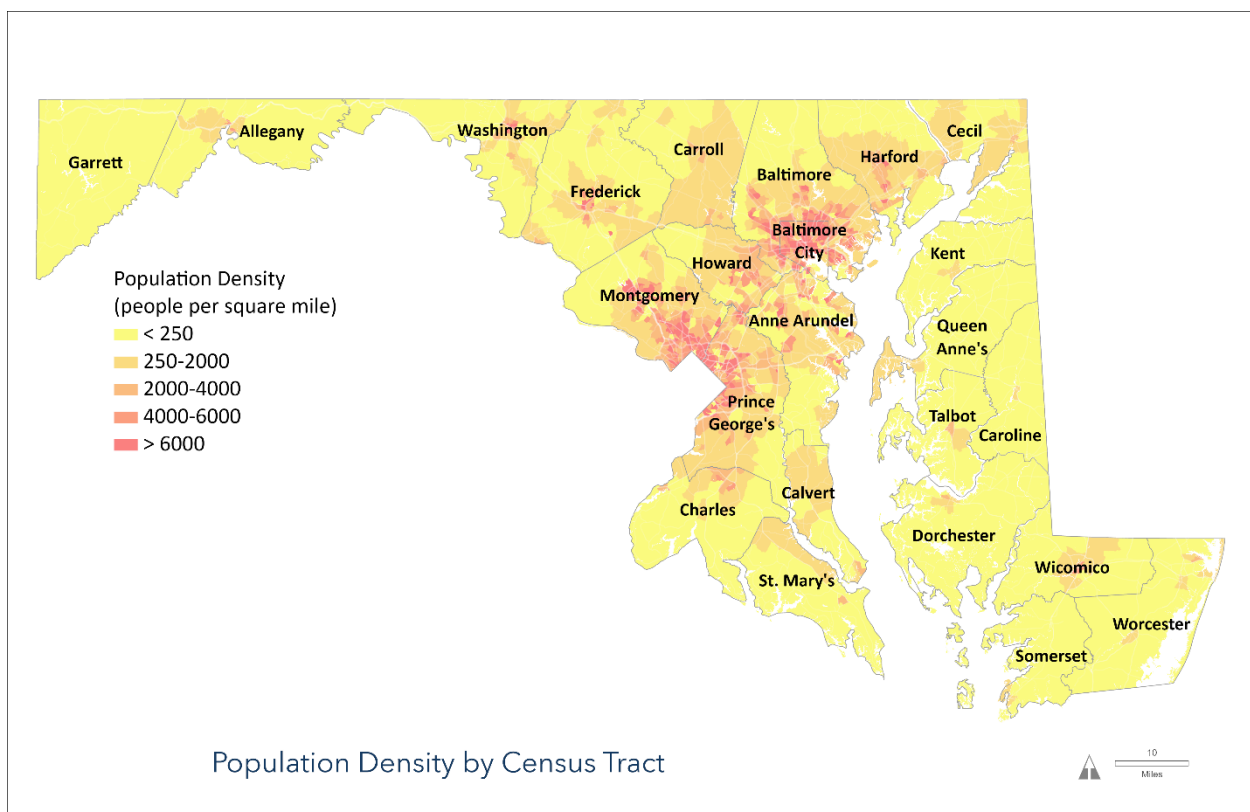 Garrett
Allegany
Washington
Frederick
Carroll
Baltimore
Harford
Cecil
Baltimore
City
Howard
Montgomery
Anne Arundel
Kent
Queen
Anne's
Prince
George's
Talbot
Caroline
Calvert
Charles
Dorchester
St. Mary's
Wicomico
Worcester
Somerset
Population Density
(people per square mile)
< 250
250-2000
2000-4000
4000-6000
> 6000
Population Density by Census Tract
10
Miles